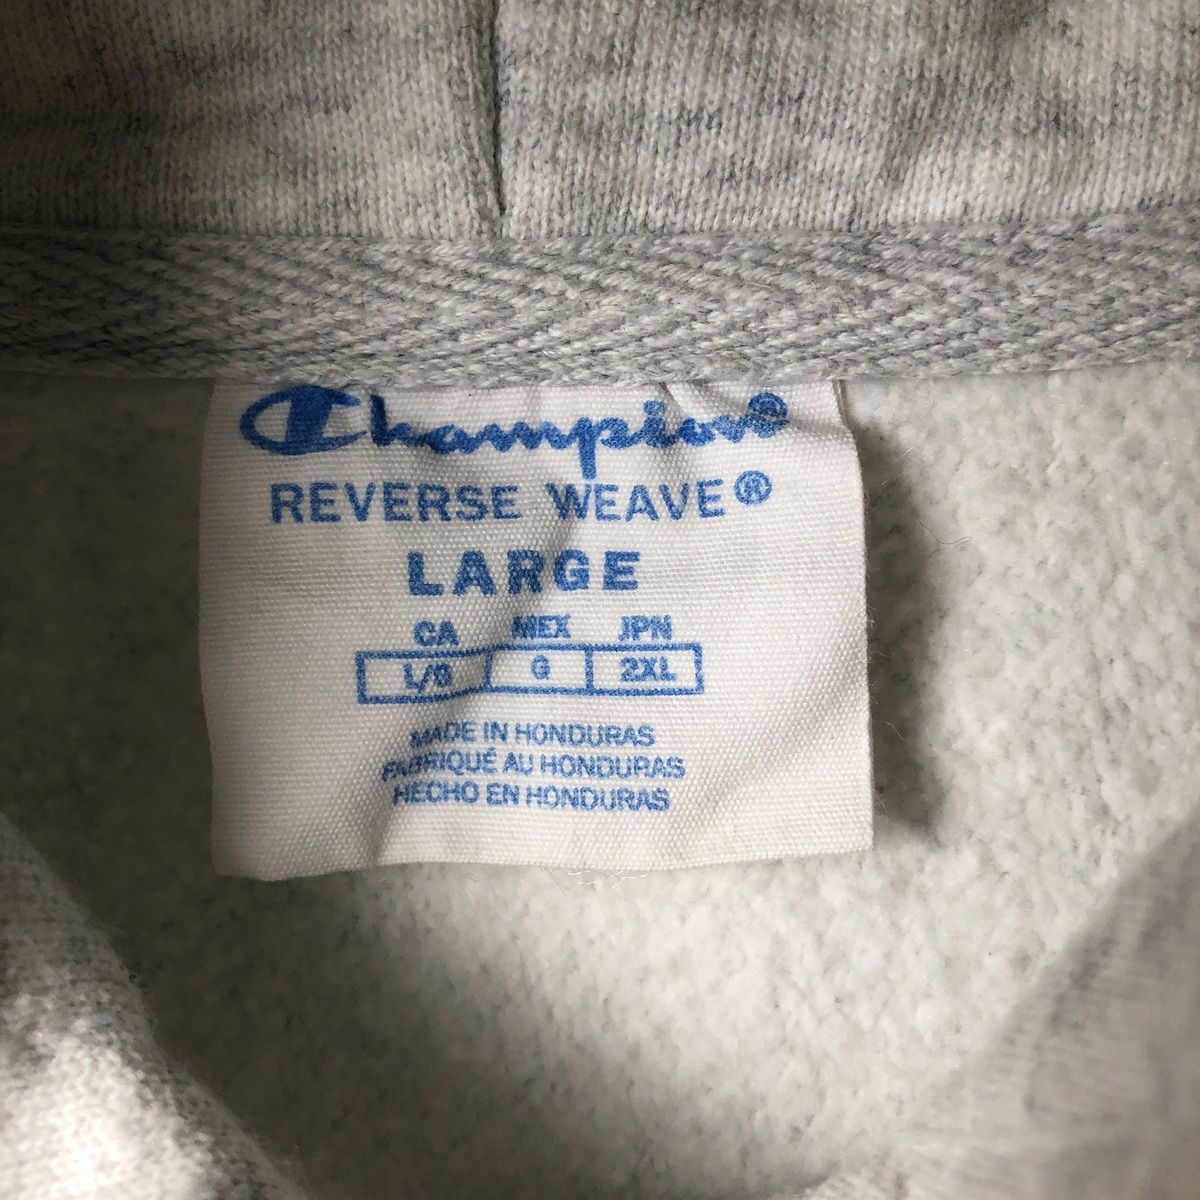 Champion®
REVERSE WEAVE®
LARGE
CA MEX JPN
L/G G 2XL
MADE IN HONDURAS
FABRIQUÉ AU HONDURAS
HECHO EN HONDURAS